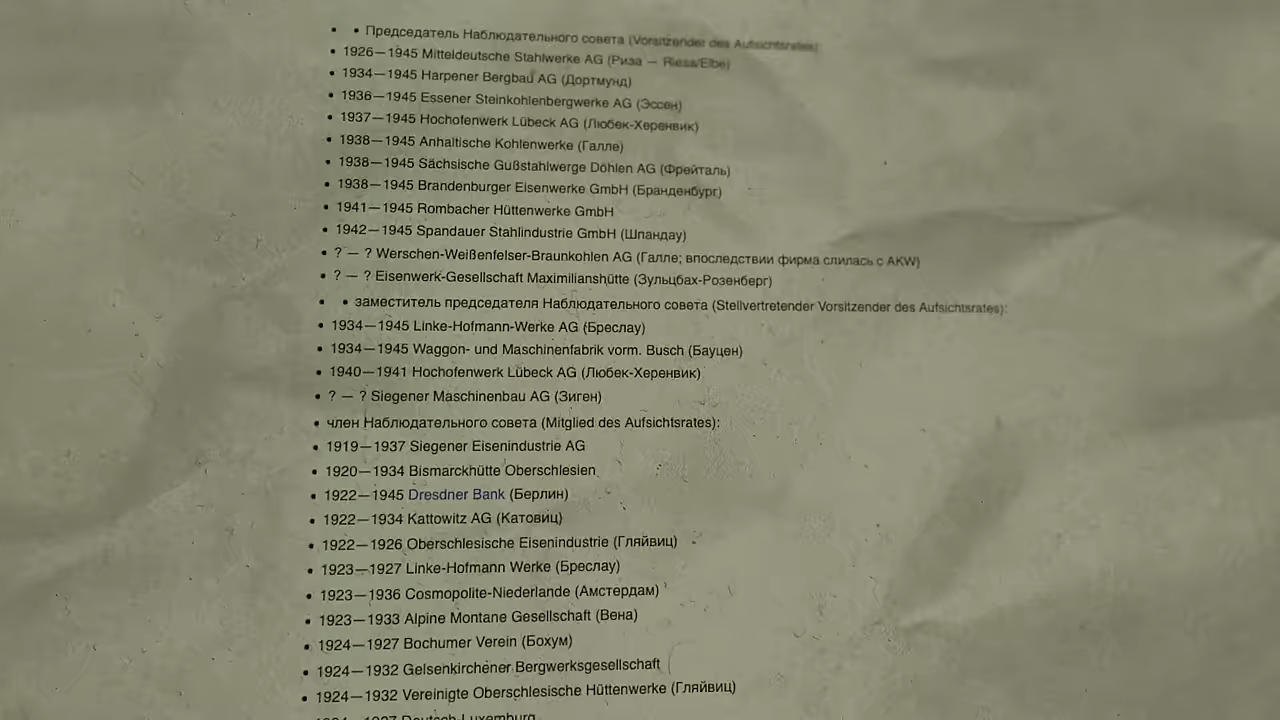 • • Председатель Наблюдательного совета (Vorsitzender des Aufsichtsrates)
• 1926—1945 Mitteldeutsche Stahlwerke AG (Риза — Riesa/Elbe)
• 1934—1945 Harpener Bergbau AG (Дортмунд)
• 1936—1945 Essener Steinkohlenbergwerke AG (Эссен)
• 1937—1945 Hochofenwerk Lübeck AG (Любек-Херенвик)
• 1938—1945 Anhaltische Kohlenwerke (Галле)
• 1938—1945 Sächsische Gußstahlwerge Döhlen AG (Фрейталь)
• 1938—1945 Brandenburger Eisenwerke GmbH (Бранденбург)
• 1941—1945 Rombacher Hüttenwerke GmbH
• 1942—1945 Spandauer Stahlindustrie GmbH (Шпандау)
• ? — ? Werschen-Weißenfelser-Braunkohlen AG (Галле; впоследствии фирма слилась с AKW)
• ? — ? Eisenwerk-Gesellschaft Maximilianshütte (Зульцбах-Розенберг)
• • заместитель председателя Наблюдательного совета (Stellvertretender Vorsitzender des Aufsichtsrates):
• 1934—1945 Linke-Hofmann-Werke AG (Бреслау)
• 1934—1945 Waggon- und Maschinenfabrik vorm. Busch (Бауцен)
• 1940—1941 Hochofenwerk Lübeck AG (Любек-Херенвик)
• ? — ? Siegener Maschinenbau AG (Зиген)
• член Наблюдательного совета (Mitglied des Aufsichtsrates):
• 1919—1937 Siegener Eisenindustrie AG
• 1920—1934 Bismarckhütte Oberschlesien
• 1922—1945 Dresdner Bank (Берлин)
• 1922—1934 Kattowitz AG (Катовиц)
• 1922—1926 Oberschlesische Eisenindustrie (Гляйвиц)
• 1923—1927 Linke-Hofmann Werke (Бреслау)
• 1923—1936 Cosmopolite-Niederlande (Амстердам)
• 1923—1933 Alpine Montane Gesellschaft (Вена)
• 1924—1927 Bochumer Verein (Бохум)
• 1924—1932 Gelsenkirchener Bergwerksgesellschaft
• 1924—1932 Vereinigte Oberschlesische Hüttenwerke (Гляйвиц)
Deutsch-Luxemburg